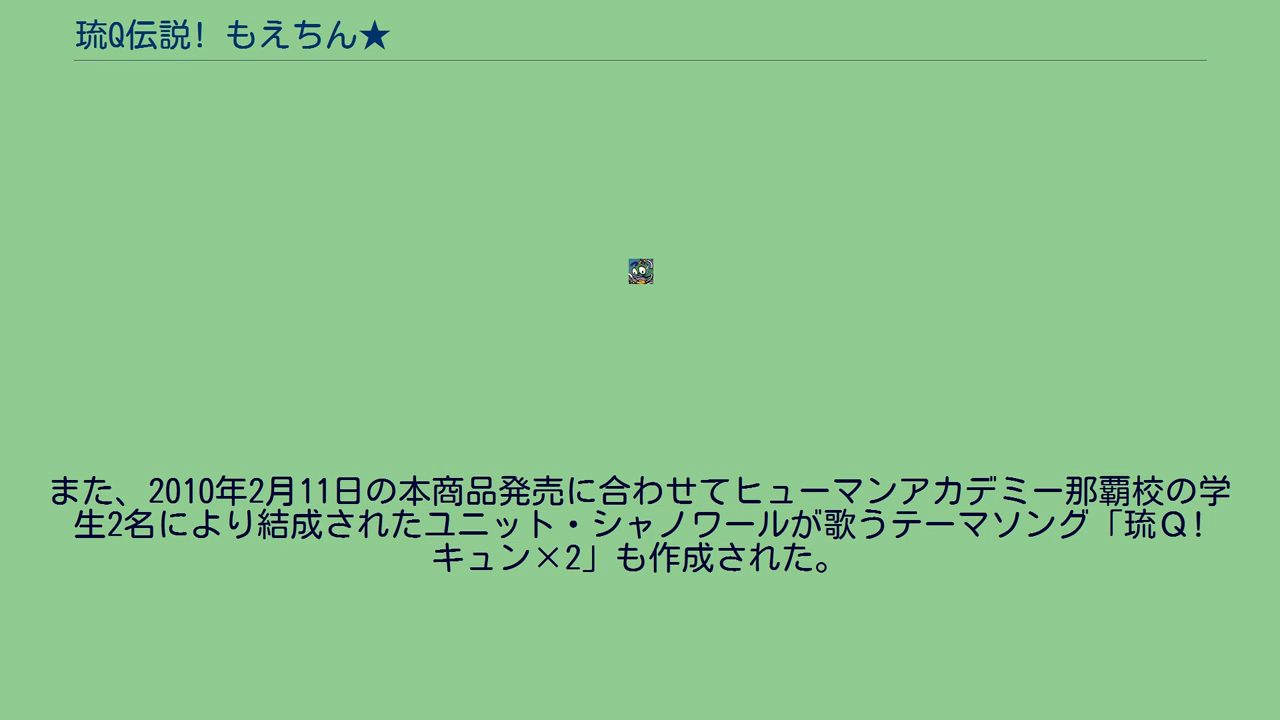 琉Q伝説! もえちん★
また、2010年2月11日の本商品発売に合わせてヒューマンアカデミー那覇校の学
生2名により結成されたユニット・シャノワールが歌うテーマソング「琉Ｑ!
キュン×2」も作成された。